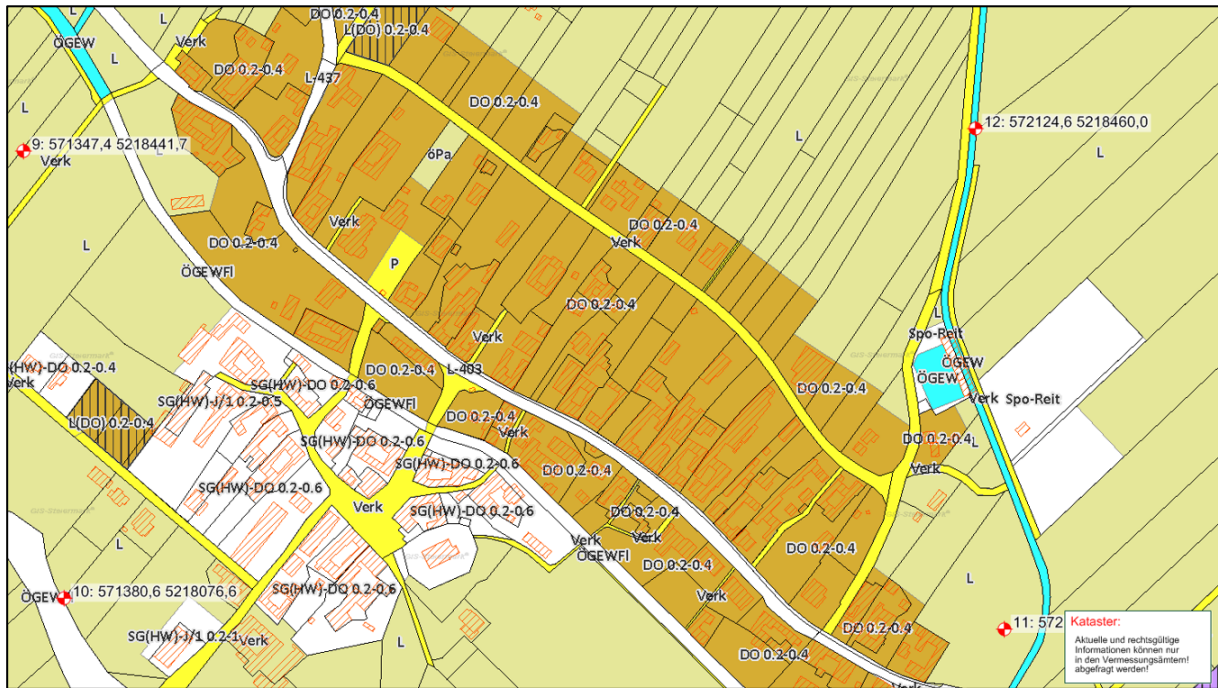 DO 0.2-0.4
L
L
L(DO) 0.2-0.4
ÖGEW
Verk
L
DO 0.2-0.4
L-437
DO 0.2-0.4
L
12: 572124,6 5218460,0
L
L
9: 571347,4 5218441,7
L
Verk
öPa
L
DO 0.2-0.4
Verk
Verk
DO 0.2-0.4
L
P
ÖGEWFl
DO 0.2-0.4
L
Spo-Reit
Verk
GIS-Steiermark®
GIS-Steiermark®
ÖGEW
SG(HW)-DO 0.2-0.4
L-403
DO 0.2-0.4
ÖGEW
Verk
SG(HW)-DO 0.2-0.6
DO 0.2-0.4
Verk
Spo-Reit
SG(HW)-J/1 0.2-0.5
ÖGEWFl
DO 0.2-0.4
L(DO) 0.2-0.4
Verk
SG(HW)-DO 0.2-0.6
DO 0.2-0.4
L
SG(HW)-DO 0.2-0.6
DO 0.2-0.4
Verk
SG(HW)-DO 0.2-0.6
Verk
SG(HW)-DO 0.2-0.6
DO 0.2-0.4
GIS-Steiermark®
GIS-Steiermark®
L
Verk
Verk
ÖGEWFl
DO 0.2-0.4
DO 0.2-0.4
L
10: 571380,6 5218076,6
SG(HW)-DO 0.2-0.6
ÖGEW
Verk
11: 572
SG(HW)-J/1 0.2-1
Verk
L
DO 0.2-0.4
DO 0.2-0.4
Verk
L
Kataster:
Aktuelle und rechtsgültige
Informationen können nur
in den Vermessungsämtern!
abgefragt werden!